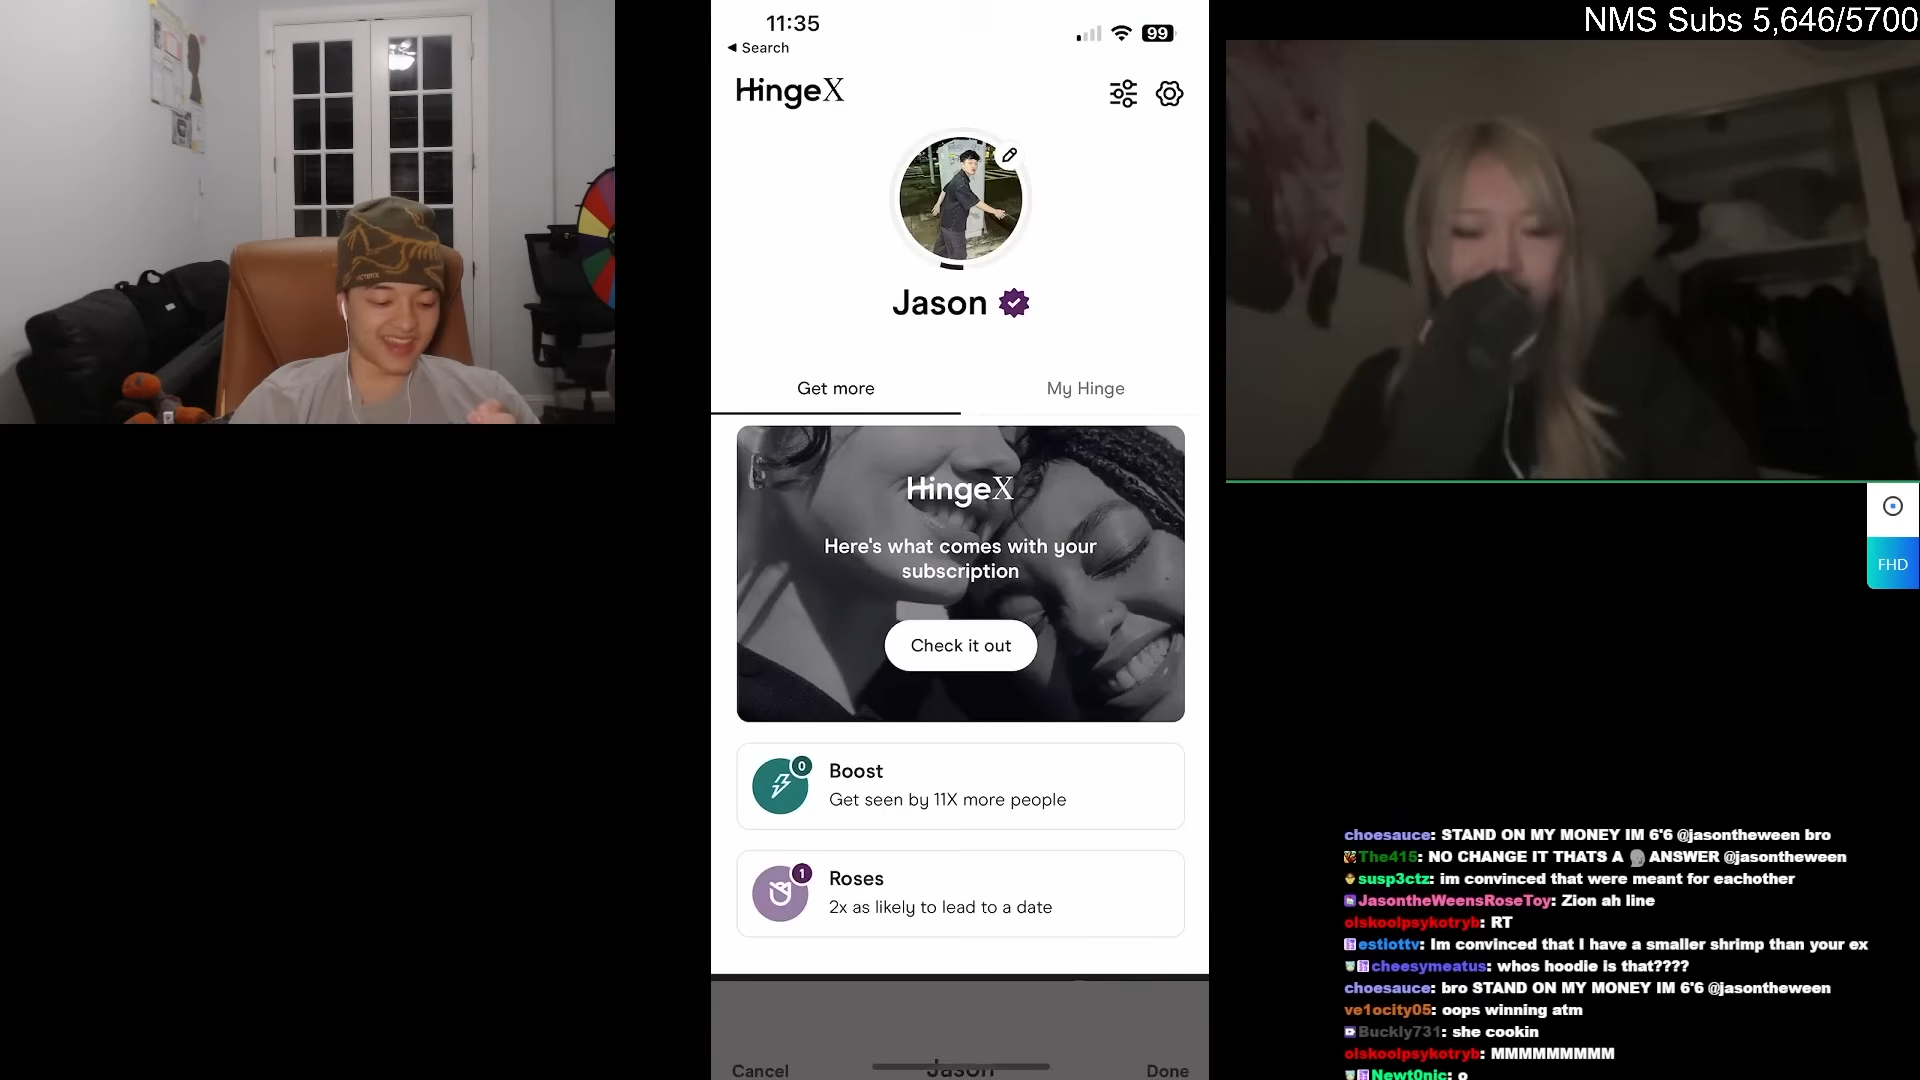 NMS Subs 5,646/5700
11:35
99
Search
HingeX
Jason
Get more
My Hinge
HingeX
Here's what comes with your
subscription
Check it out
0
Boost
Get seen by 11X more people
1
Roses
2x as likely to lead to a date
Cancel
Jason
Done
FHD
choesauce: STAND ON MY MONEY IM 6'6 @jasontheween bro
The415: NO CHANGE IT THATS A ANSWER @jasontheween
susp3ctz: im convinced that were meant for eachother
JasontheWeensRoseToy: Zion ah line
olskoolpsykotryb: RT
estlottv: Im convinced that I have a smaller shrimp than your ex
cheesymeatus: whos hoodie is that????
choesauce: bro STAND ON MY MONEY IM 6'6 @jasontheween
ve1ocity05: oops winning atm
Buckly731: she cookin
olskoolpsykotryb: MMMMMMMMM
Newt0nic: o